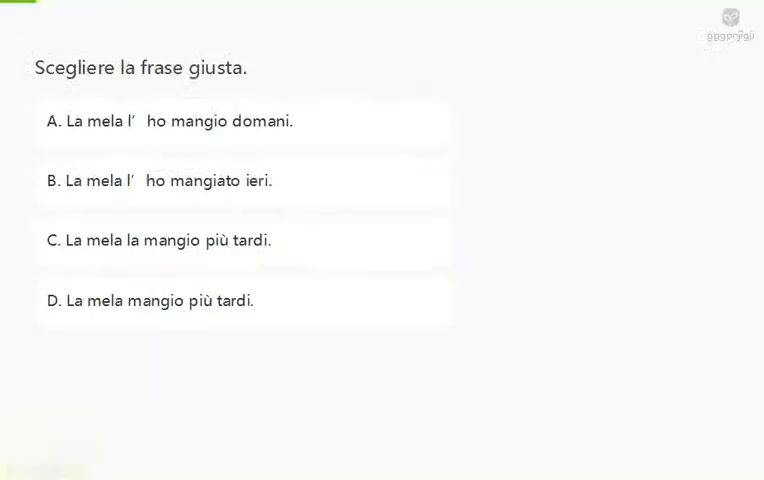 Scegliere la frase giusta.
A. La mela l′ ho mangio domani.
B. La mela l′ ho mangiato ieri.
C. La mela la mangio più tardi.
D. La mela mangio più tardi.